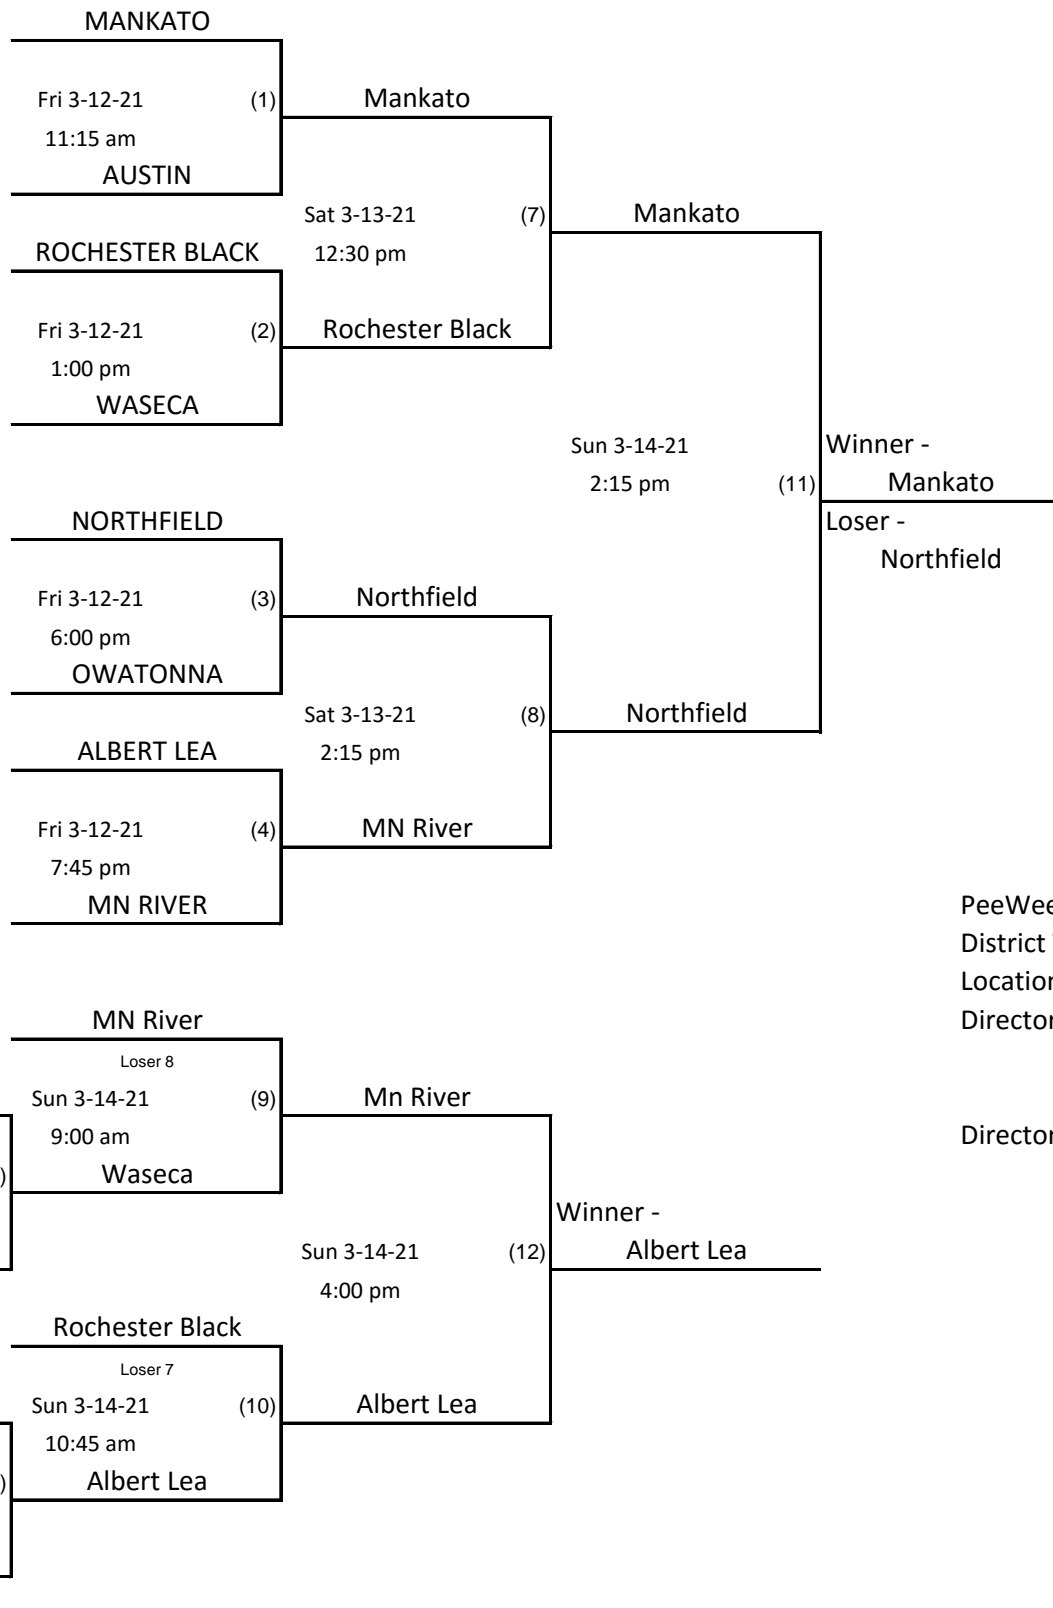 MANKATO
Fri 3-12-21 (1) Mankato
11:15 am
AUSTIN
Sat 3-13-21 (7) Mankato
ROCHESTER BLACK 12:30 pm
Fri 3-12-21 (2) Rochester Black
1:00 pm
WASECA
Sun 3-14-21 Winner -
2:15 pm (11) Mankato
NORTHFIELD Loser -
Northfield
Fri 3-12-21 (3) Northfield
6:00 pm
OWATONNA
Sat 3-13-21 (8) Northfield
ALBERT LEA 2:15 pm
Fri 3-12-21 (4) MN River
7:45 pm
MN RIVER PeeWee
District
Location
MN River Director
Loser 8
Sun 3-14-21 (9) Mn River
9:00 am Director
) Waseca
Winner -
Sun 3-14-21 (12) Albert Lea
4:00 pm
Rochester Black
Loser 7
Sun 3-14-21 (10) Albert Lea
10:45 am
) Albert Lea